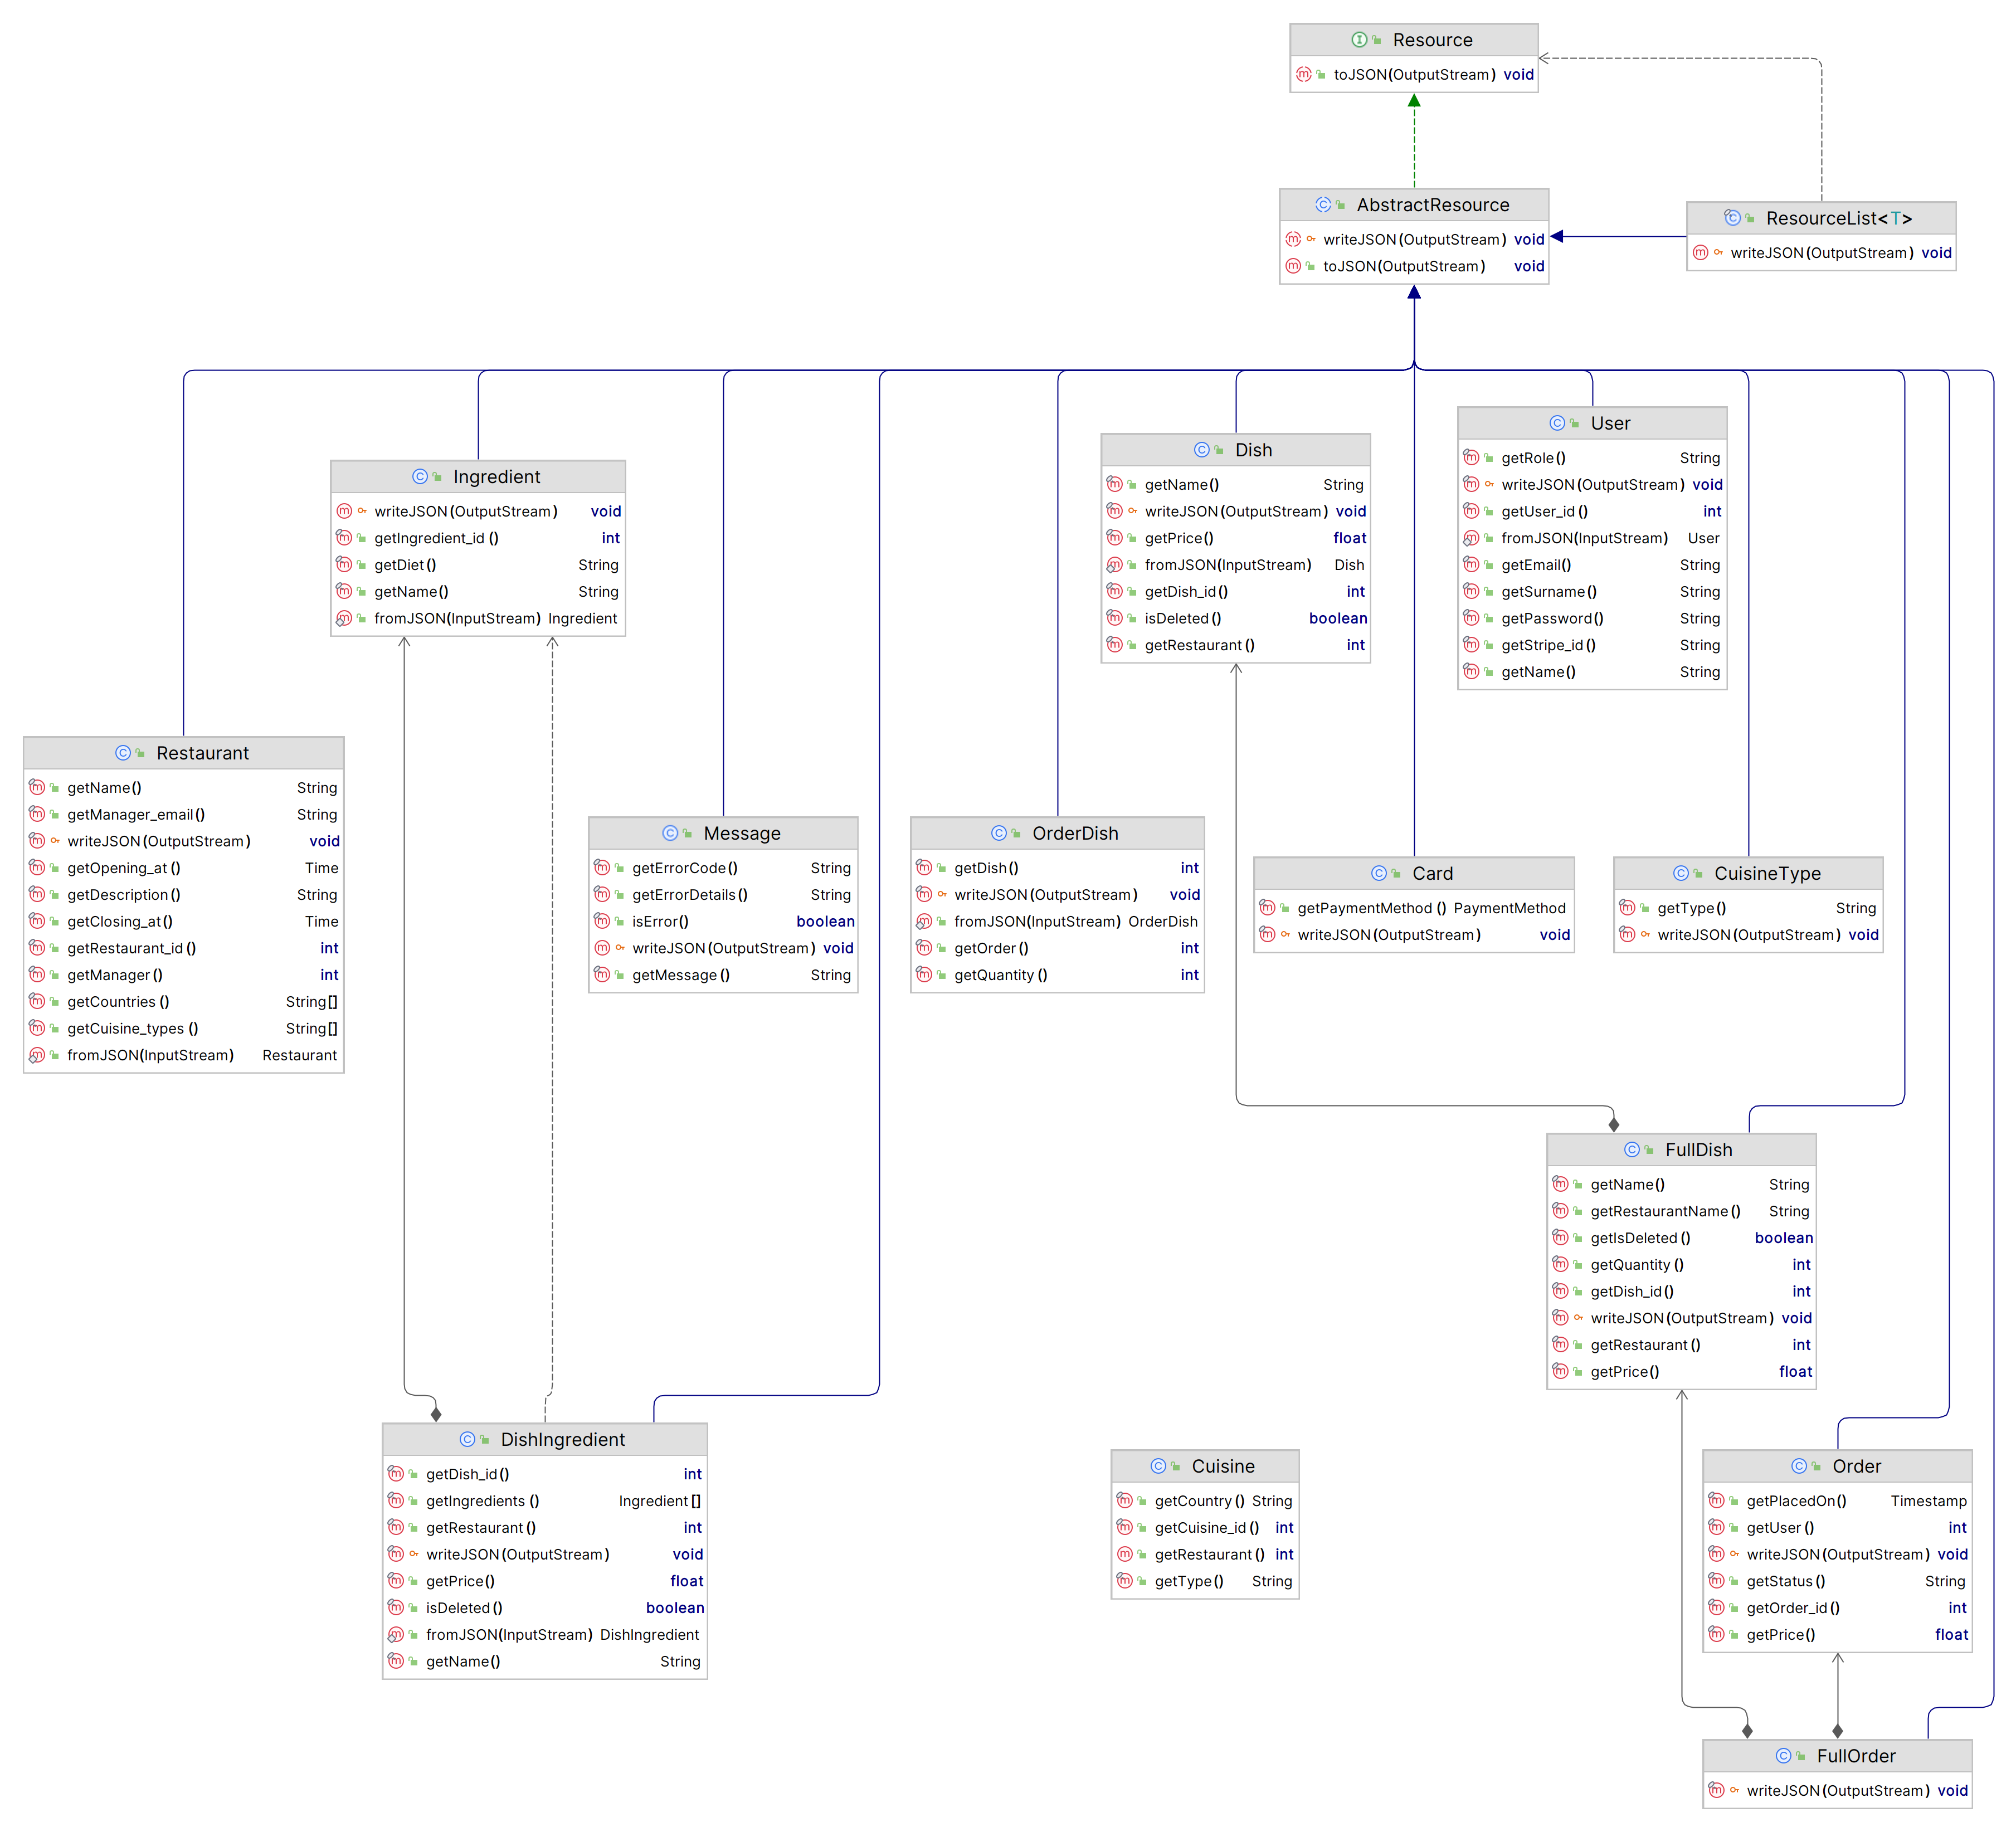 Resource
toJSON(OutputStream) void
AbstractResource
writeJSON(OutputStream) void
toJSON(OutputStream) void
ResourceList<T>
writeJSON(OutputStream) void
Ingredient
writeJSON(OutputStream) void
getIngredient_id() int
getDiet() String
getName() String
fromJSON(InputStream) Ingredient
Dish
getName() String
writeJSON(OutputStream) void
getPrice() float
fromJSON(InputStream) Dish
getDish_id() int
isDeleted() boolean
getRestaurant() int
User
getRole() String
writeJSON(OutputStream) void
getUser_id() int
fromJSON(InputStream) User
getEmail() String
getSurname() String
getPassword() String
getStripe_id() String
getName() String
Restaurant
getName() String
getManager_email() String
writeJSON(OutputStream) void
getOpening_at() Time
getDescription() String
getClosing_at() Time
getRestaurant_id() int
getManager() int
getCountries() String[]
getCuisine_types() String[]
fromJSON(InputStream) Restaurant
Message
getErrorCode() String
getErrorDetails() String
isError() boolean
writeJSON(OutputStream) void
getMessage() String
OrderDish
getDish() int
writeJSON(OutputStream) void
fromJSON(InputStream) OrderDish
getOrder() int
getQuantity() int
Card
getPaymentMethod() PaymentMethod
writeJSON(OutputStream) void
CuisineType
getType() String
writeJSON(OutputStream) void
FullDish
getName() String
getRestaurantName() String
getIsDeleted() boolean
getQuantity() int
getDish_id() int
writeJSON(OutputStream) void
getRestaurant() int
getPrice() float
DishIngredient
getDish_id() int
getIngredients() Ingredient[]
getRestaurant() int
writeJSON(OutputStream) void
getPrice() float
isDeleted() boolean
fromJSON(InputStream) DishIngredient
getName() String
Cuisine
getCountry() String
getCuisine_id() int
getRestaurant() int
getType() String
Order
getPlacedOn() Timestamp
getUser() int
writeJSON(OutputStream) void
getStatus() String
getOrder_id() int
getPrice() float
FullOrder
writeJSON(OutputStream) void